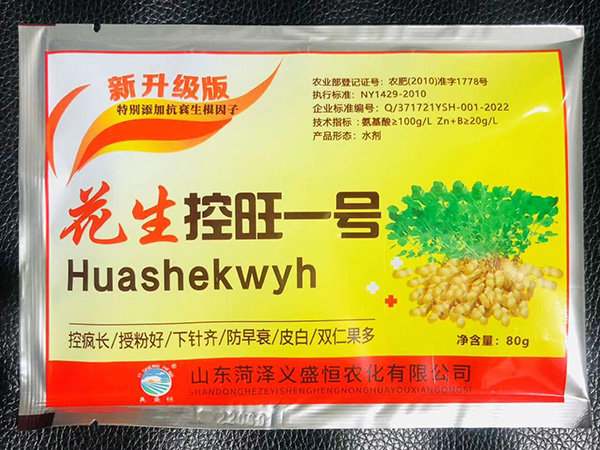 新升级版
特别添加抗衰生根因子
农业部登记证号：农肥(2010)准字1778号
执行标准：NY1429-2010
企业标准编号：Q/371721YSH-001-2022
技术指标：氨基酸≥100g/L Zn+B≥20g/L
产品形态：水剂
花生控旺一号
Huashekwyh
控疯长/授粉好/下针齐/防早衰/皮白/双仁果多
净含量：80g
山东菏泽义盛恒农化有限公司
SHANDONGHEZEYISHENGHENGNONGHUAYOUXIANGONGSI